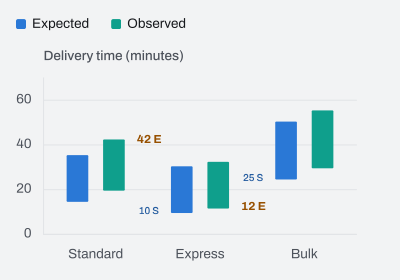 Expected Observed
Delivery time (minutes)
60
40
20
0
42 E
10 S
25 S
12 E
Standard Express Bulk